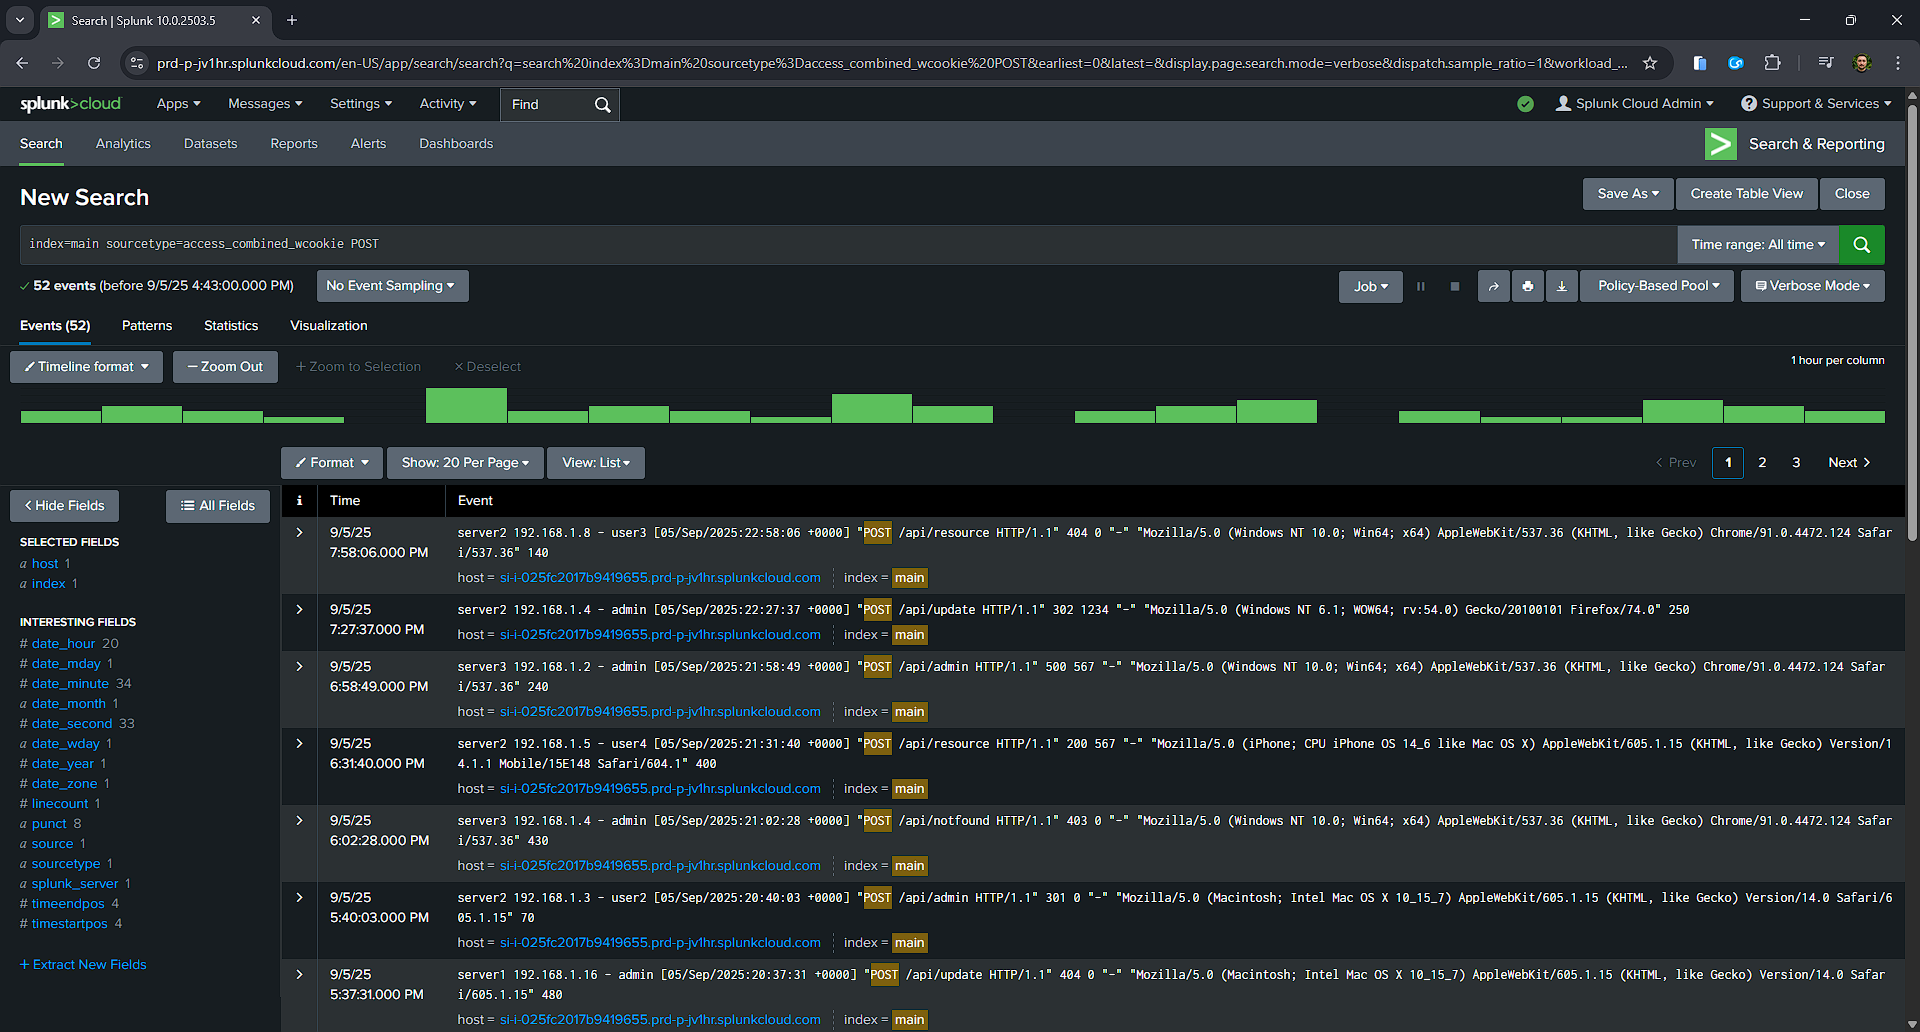 Search | Splunk 10.0.2503.5
prd-p-jv1hr.splunkcloud.com/en-US/app/search/search?q=search%20index%3Dmain%20sourcetype%3Daccess_combined_wcookie%20POST&earliest=0&latest=&display.page.search.mode=verbose&dispatch.sample_ratio=1&workload_...
splunk>cloud Apps Messages Settings Activity Find Splunk Cloud Admin Support & Services
Search Analytics Datasets Reports Alerts Dashboards Search & Reporting
New Search Save As Create Table View Close
index=main sourcetype=access_combined_wcookie POST Time range: All time
52 events (before 9/5/25 4:43:00.000 PM) No Event Sampling Job Policy-Based Pool Verbose Mode
Events (52) Patterns Statistics Visualization
Timeline format — Zoom Out + Zoom to Selection × Deselect 1 hour per column
Format Show: 20 Per Page View: List < Prev 1 2 3 Next >
< Hide Fields All Fields
SELECTED FIELDS
a host 1
a index 1
INTERESTING FIELDS
# date_hour 20
# date_mday 1
# date_minute 34
a date_month 1
# date_second 33
a date_wday 1
# date_year 1
# date_zone 1
# linecount 1
a punct 8
a source 1
a sourcetype 1
a splunk_server 1
# timeendpos 4
# timestartpos 4
+ Extract New Fields
i Time Event
9/5/25
7:58:06.000 PM
server2 192.168.1.8 - user3 [05/Sep/2025:22:58:06 +0000] "POST /api/resource HTTP/1.1" 404 0 "-" "Mozilla/5.0 (Windows NT 10.0; Win64; x64) AppleWebKit/537.36 (KHTML, like Gecko) Chrome/91.0.4472.124 Safar
i/537.36" 140
host = si-i-025fc2017b9419655.prd-p-jv1hr.splunkcloud.com index = main
9/5/25
7:27:37.000 PM
server2 192.168.1.4 - admin [05/Sep/2025:22:27:37 +0000] "POST /api/update HTTP/1.1" 302 1234 "-" "Mozilla/5.0 (Windows NT 6.1; WOW64; rv:54.0) Gecko/20100101 Firefox/74.0" 250
host = si-i-025fc2017b9419655.prd-p-jv1hr.splunkcloud.com index = main
9/5/25
6:58:49.000 PM
server3 192.168.1.2 - admin [05/Sep/2025:21:58:49 +0000] "POST /api/admin HTTP/1.1" 500 567 "-" "Mozilla/5.0 (Windows NT 10.0; Win64; x64) AppleWebKit/537.36 (KHTML, like Gecko) Chrome/91.0.4472.124 Safar
i/537.36" 240
host = si-i-025fc2017b9419655.prd-p-jv1hr.splunkcloud.com index = main
9/5/25
6:31:40.000 PM
server2 192.168.1.5 - user4 [05/Sep/2025:21:31:40 +0000] "POST /api/resource HTTP/1.1" 200 567 "-" "Mozilla/5.0 (iPhone; CPU iPhone OS 14_6 like Mac OS X) AppleWebKit/605.1.15 (KHTML, like Gecko) Version/1
4.1.1 Mobile/15E148 Safari/604.1" 400
host = si-i-025fc2017b9419655.prd-p-jv1hr.splunkcloud.com index = main
9/5/25
6:02:28.000 PM
server3 192.168.1.4 - admin [05/Sep/2025:21:02:28 +0000] "POST /api/notfound HTTP/1.1" 403 0 "-" "Mozilla/5.0 (Windows NT 10.0; Win64; x64) AppleWebKit/537.36 (KHTML, like Gecko) Chrome/91.0.4472.124 Safar
i/537.36" 430
host = si-i-025fc2017b9419655.prd-p-jv1hr.splunkcloud.com index = main
9/5/25
5:40:03.000 PM
server2 192.168.1.3 - user2 [05/Sep/2025:20:40:03 +0000] "POST /api/admin HTTP/1.1" 301 0 "-" "Mozilla/5.0 (Macintosh; Intel Mac OS X 10_15_7) AppleWebKit/605.1.15 (KHTML, like Gecko) Version/14.0 Safari/6
05.1.15" 70
host = si-i-025fc2017b9419655.prd-p-jv1hr.splunkcloud.com index = main
9/5/25
5:37:31.000 PM
server1 192.168.1.16 - admin [05/Sep/2025:20:37:31 +0000] "POST /api/update HTTP/1.1" 404 0 "-" "Mozilla/5.0 (Macintosh; Intel Mac OS X 10_15_7) AppleWebKit/605.1.15 (KHTML, like Gecko) Version/14.0 Safar
i/605.1.15" 480
host = si-i-025fc2017b9419655.prd-p-jv1hr.splunkcloud.com index = main